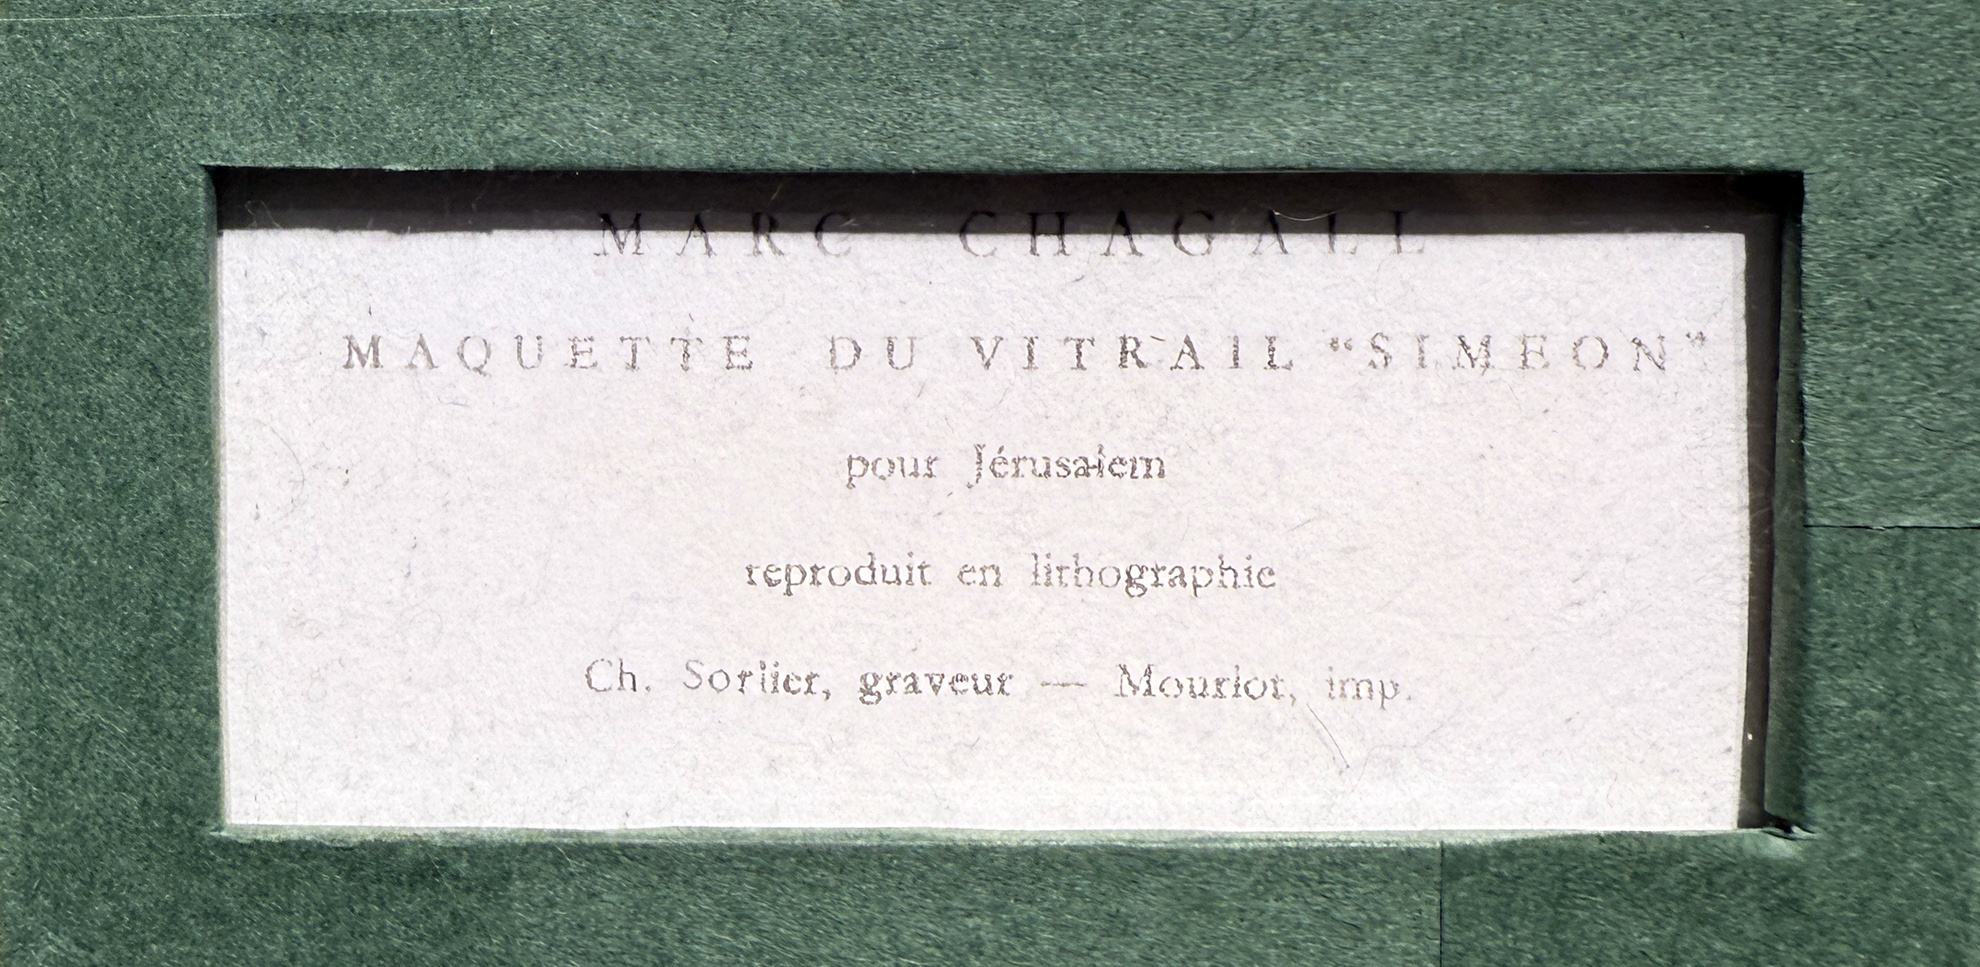 MARC CHAGALL
MAQUETTE DU VITRAIL “SIMEON”
pour Jérusalem
reproduit en lithographie
Ch. Sorlier, graveur — Mourlot, imp.